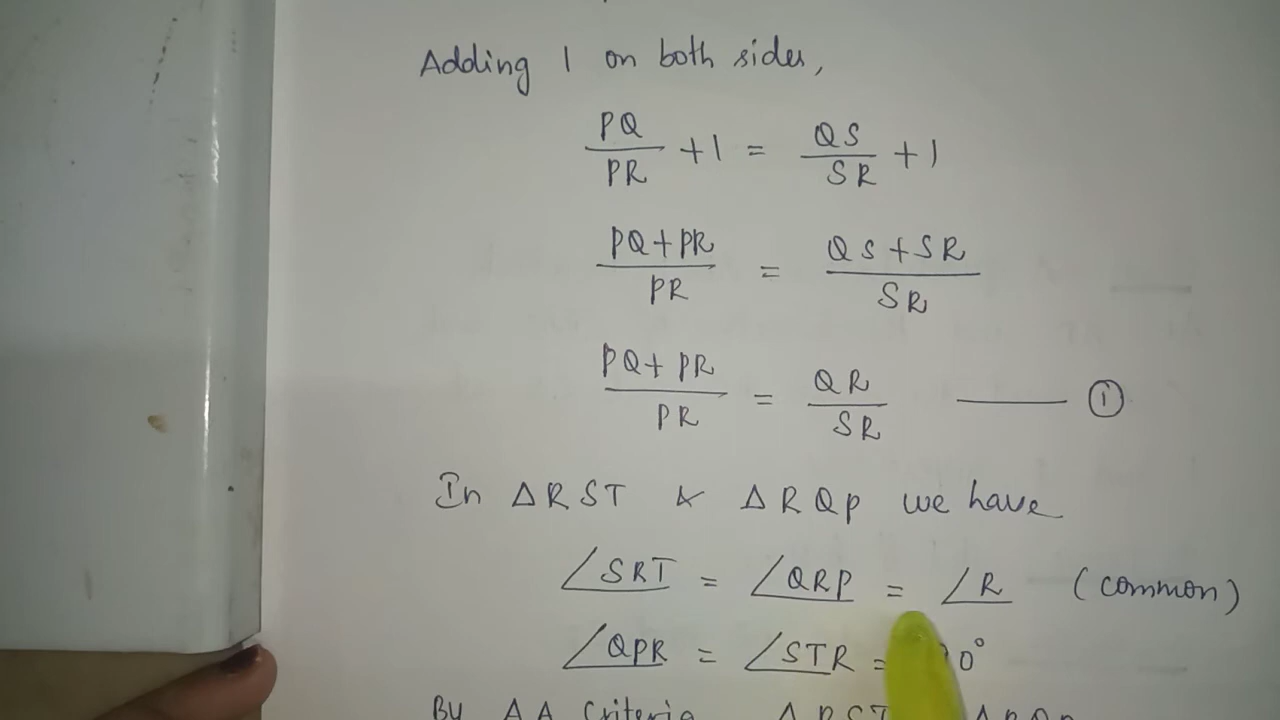 Adding 1 on both sides,
PQ/PR + 1 = QS/SR + 1
PQ+PR/PR = QS+SR/SR
PQ+PR/PR = QR/SR —— ①
In ΔRST & ΔRQP we have
∠SRT = ∠QRP = ∠R (common)
∠QPR = ∠STR = 0°
By AA Criteria